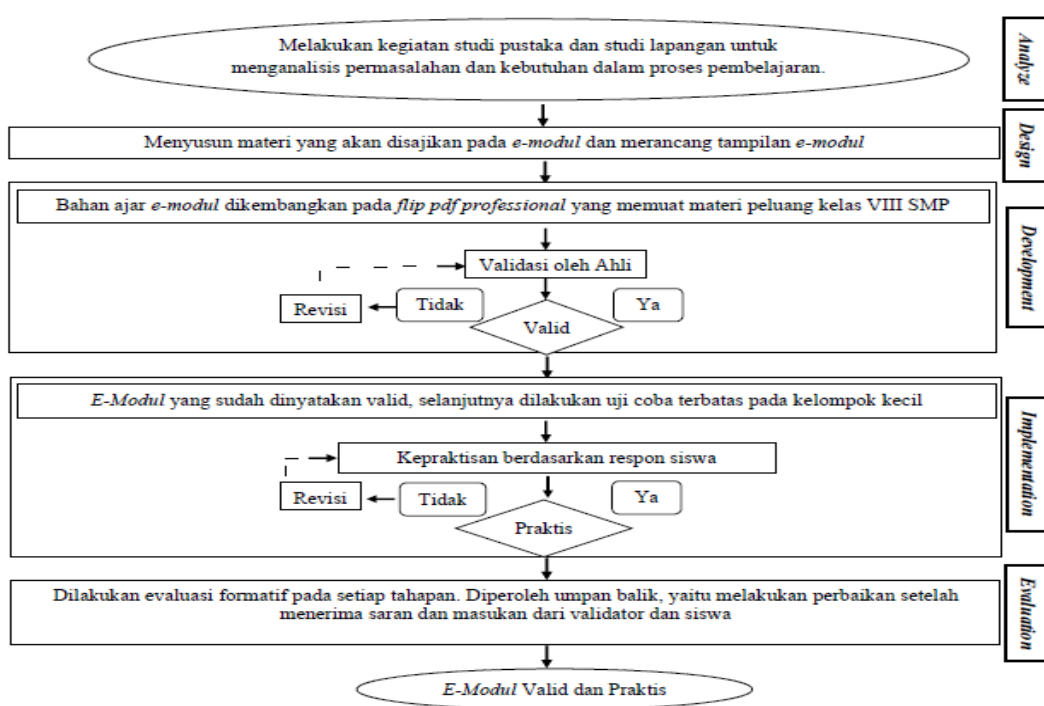 Melakukan kegiatan studi pustaka dan studi lapangan untuk
menganalisis permasalahan dan kebutuhan dalam proses pembelajaran.
Analyze
Menyusun materi yang akan disajikan pada e-modul dan merancang tampilan e-modul
Design
Bahan ajar e-modul dikembangkan pada flip pdf professional yang memuat materi peluang kelas VIII SMP
Validasi oleh Ahli
Revisi
Tidak
Ya
Valid
Development
E-Modul yang sudah dinyatakan valid, selanjutnya dilakukan uji coba terbatas pada kelompok kecil
Kepraktisan berdasarkan respon siswa
Revisi
Tidak
Ya
Praktis
Implementation
Dilakukan evaluasi formatif pada setiap tahapan. Diperoleh umpan balik, yaitu melakukan perbaikan setelah
menerima saran dan masukan dari validator dan siswa
Evaluation
E-Modul Valid dan Praktis